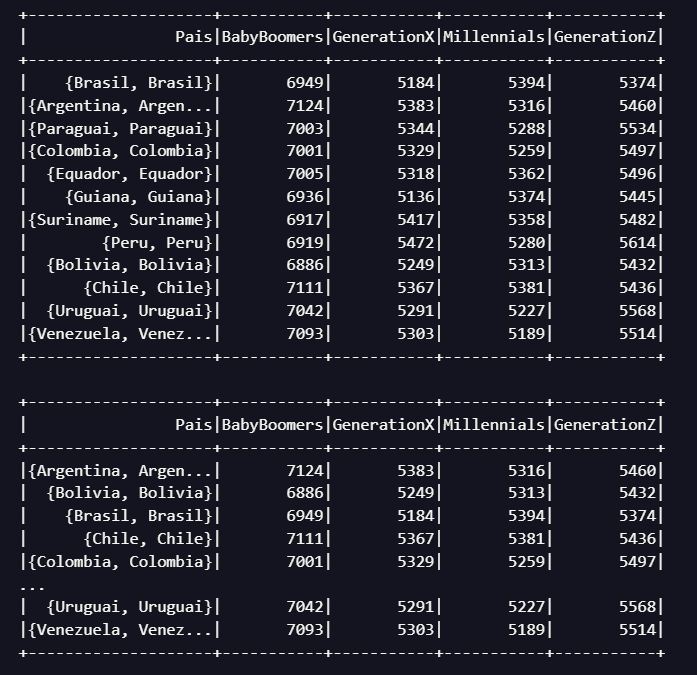 +--------------------+-----------+-----------+-----------+-----------+
|                Pais|BabyBoomers|GenerationX|Millennials|GenerationZ|
+--------------------+-----------+-----------+-----------+-----------+
|    {Brasil, Brasil}|       6949|       5184|       5394|       5374|
|{Argentina, Argen...|       7124|       5383|       5316|       5460|
|{Paraguai, Paraguai}|       7003|       5344|       5288|       5534|
|{Colombia, Colombia}|       7001|       5329|       5259|       5497|
|  {Equador, Equador}|       7005|       5318|       5362|       5496|
|    {Guiana, Guiana}|       6936|       5136|       5374|       5445|
|{Suriname, Suriname}|       6917|       5417|       5358|       5482|
|        {Peru, Peru}|       6919|       5472|       5280|       5614|
|  {Bolivia, Bolivia}|       6886|       5249|       5313|       5432|
|      {Chile, Chile}|       7111|       5367|       5381|       5436|
|  {Uruguai, Uruguai}|       7042|       5291|       5227|       5568|
|{Venezuela, Venez...|       7093|       5303|       5189|       5514|
+--------------------+-----------+-----------+-----------+-----------+

+--------------------+-----------+-----------+-----------+-----------+
|                Pais|BabyBoomers|GenerationX|Millennials|GenerationZ|
+--------------------+-----------+-----------+-----------+-----------+
|{Argentina, Argen...|       7124|       5383|       5316|       5460|
|  {Bolivia, Bolivia}|       6886|       5249|       5313|       5432|
|    {Brasil, Brasil}|       6949|       5184|       5394|       5374|
|      {Chile, Chile}|       7111|       5367|       5381|       5436|
|{Colombia, Colombia}|       7001|       5329|       5259|       5497|
...
|  {Uruguai, Uruguai}|       7042|       5291|       5227|       5568|
|{Venezuela, Venez...|       7093|       5303|       5189|       5514|
+--------------------+-----------+-----------+-----------+-----------+